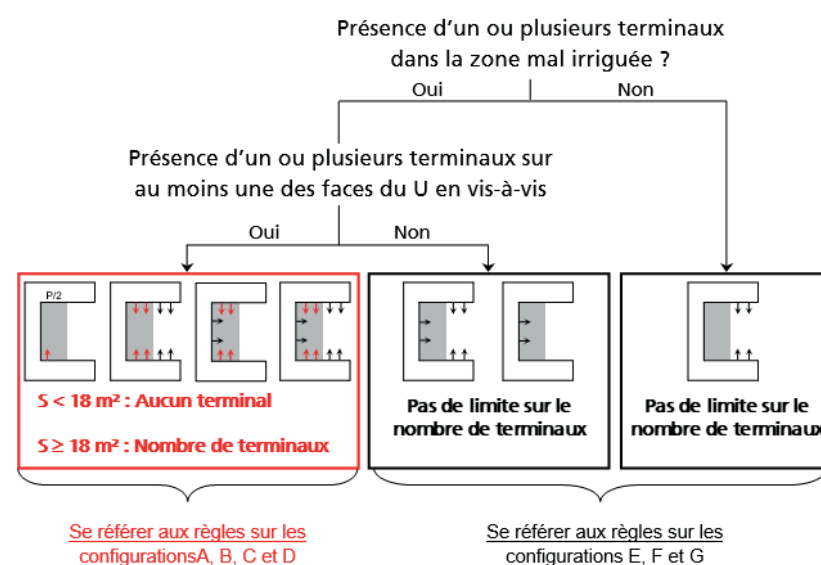 Présence d'un ou plusieurs terminaux
dans la zone mal irriguée ?
Oui
Non
Présence d'un ou plusieurs terminaux sur
au moins une des faces du U en vis-à-vis
Oui
Non
P/2
S < 18 m² : Aucun terminal
S ≥ 18 m² : Nombre de terminaux
Pas de limite sur le
nombre de terminaux
Pas de limite sur le
nombre de terminaux
Se référer aux règles sur les
configurationsA, B, C et D
Se référer aux règles sur les
configurations E, F et G